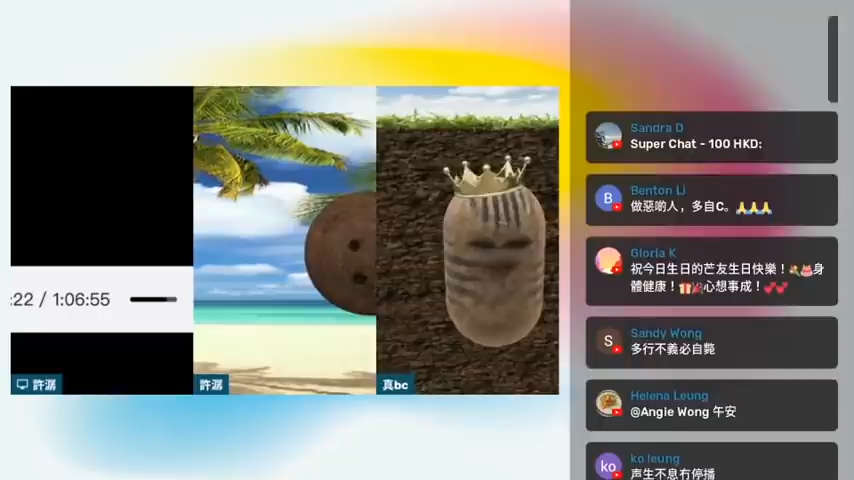 :22 / 1:06:55
許潺
許潺
真bc
Sandra D
Super Chat - 100 HKD:
Benton Li
做惡啲人，多自C。🙏🙏🙏
Gloria K
祝今日生日的芒友生日快樂！💐🎂身
體健康！🎁🎉心想事成！💕💕
Sandy Wong
多行不義必自斃
Helena Leung
@Angie Wong 午安
ko leung
声生不息冇停播